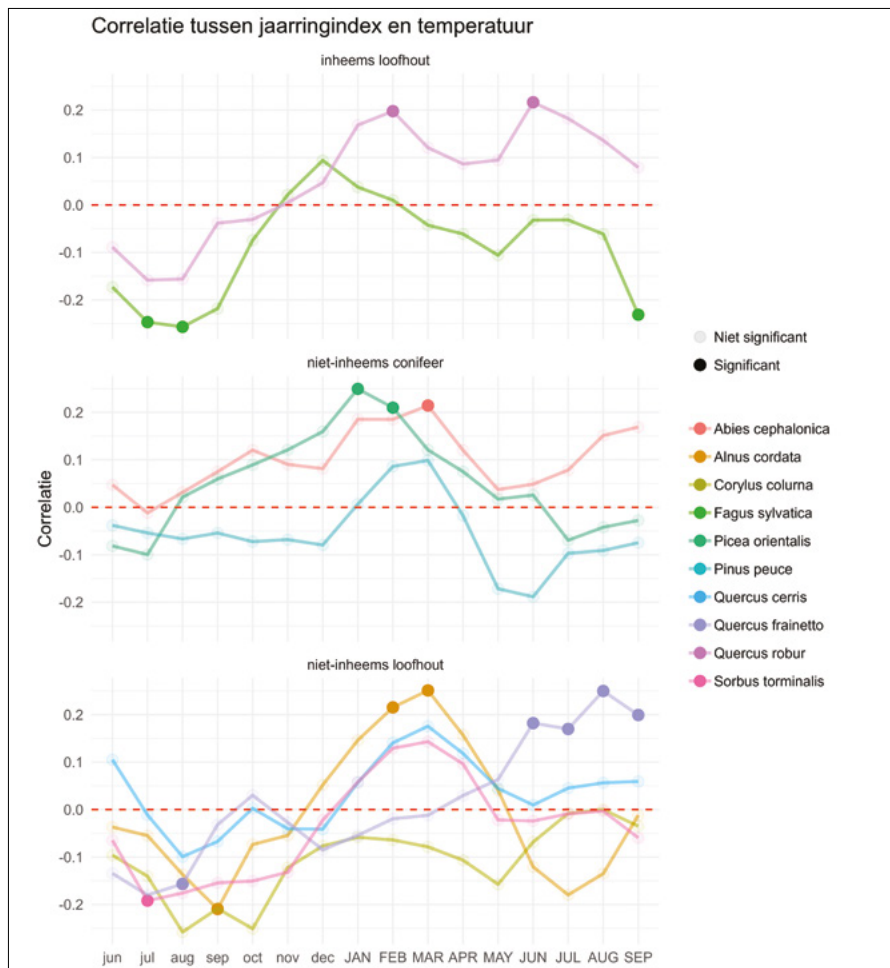 Correlatie tussen jaarringindex en temperatuur
inheems loofhout
0.2
0.1
0.0
-0.1
-0.2
niet-inheems conifeer
0.2
0.1
0.0
-0.1
-0.2
niet-inheems loofhout
0.2
0.1
0.0
-0.1
-0.2
Correlatie
jun jul aug sep oct nov dec JAN FEB MAR APR MAY JUN JUL AUG SEP
Niet significant
Significant
Abies cephalonica
Alnus cordata
Corylus colurna
Fagus sylvatica
Picea orientalis
Pinus peuce
Quercus cerris
Quercus frainetto
Quercus robur
Sorbus torminalis